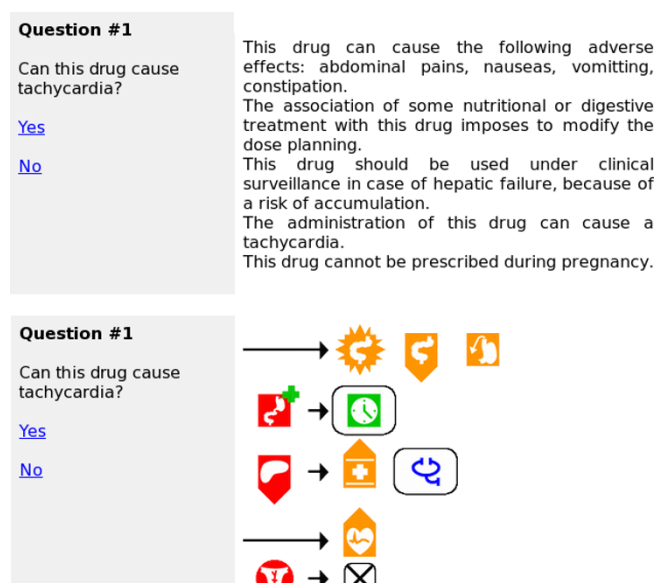 Question #1
Can this drug cause
tachycardia?
Yes
No
This drug can cause the following adverse
effects: abdominal pains, nauseas, vomitting,
constipation.
The association of some nutritional or digestive
treatment with this drug imposes to modify the
dose planning.
This drug should be used under clinical
surveillance in case of hepatic failure, because of
a risk of accumulation.
The administration of this drug can cause a
tachycardia.
This drug cannot be prescribed during pregnancy.
Question #1
Can this drug cause
tachycardia?
Yes
No